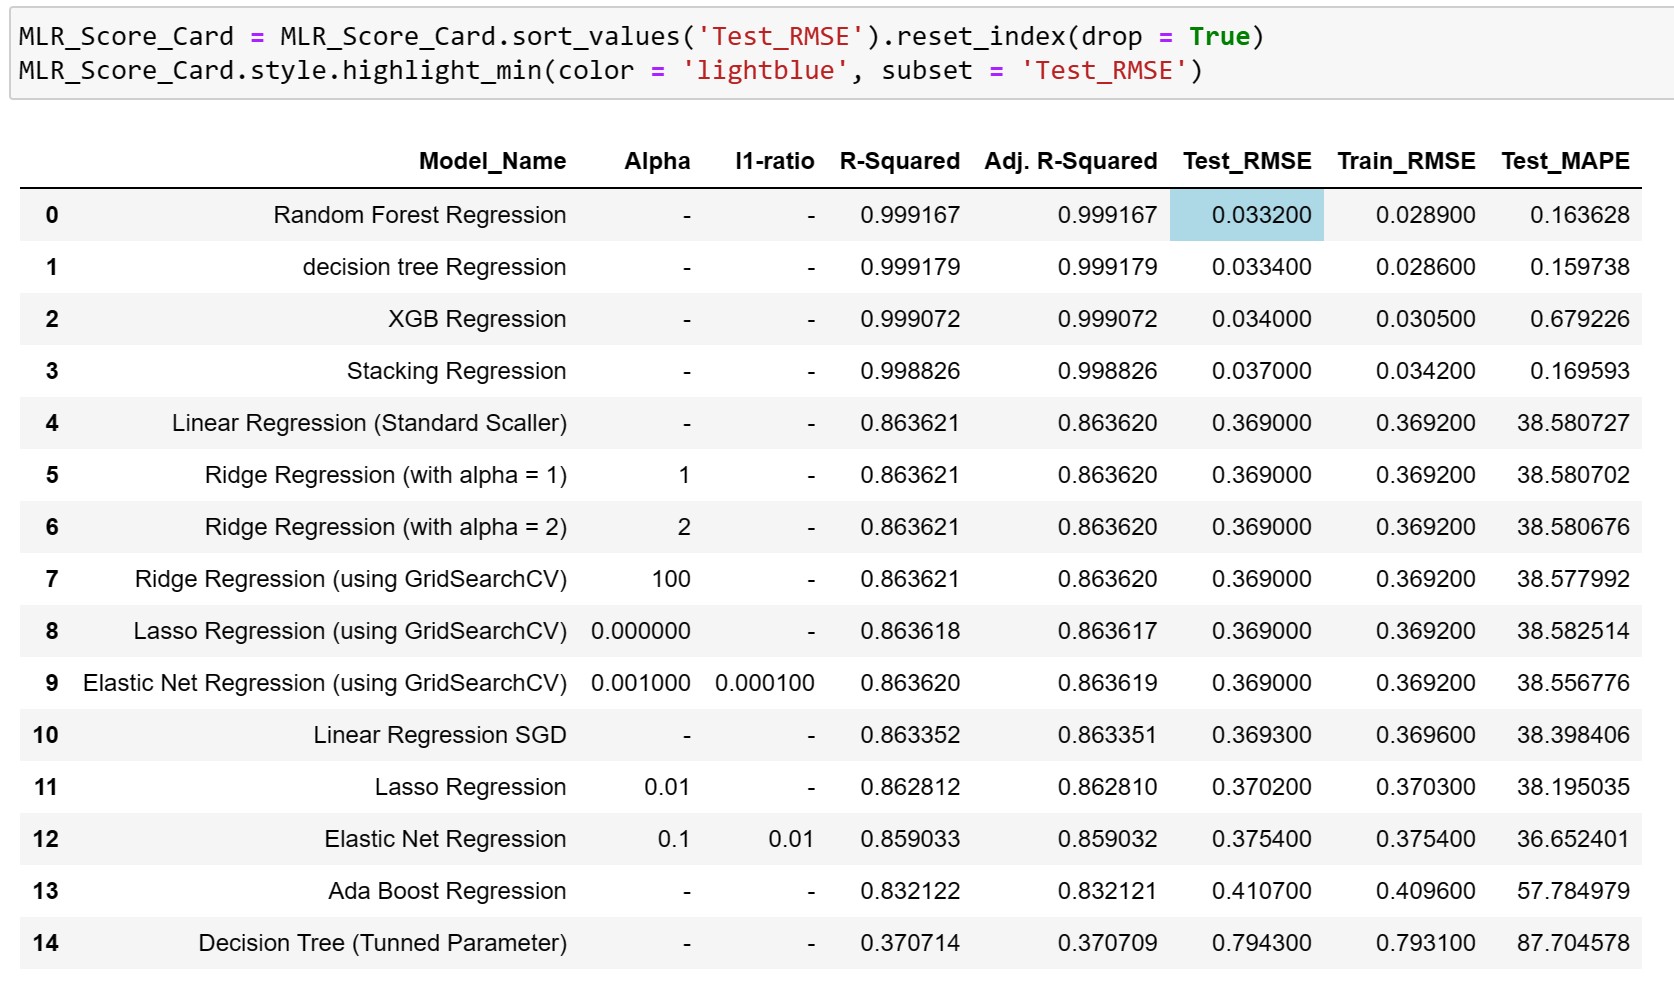 MLR_Score_Card = MLR_Score_Card.sort_values('Test_RMSE').reset_index(drop = True)
MLR_Score_Card.style.highlight_min(color = 'lightblue', subset = 'Test_RMSE')
Model_Name Alpha l1-ratio R-Squared Adj. R-Squared Test_RMSE Train_RMSE Test_MAPE
0 Random Forest Regression - - 0.999167 0.999167 0.033200 0.028900 0.163628
1 decision tree Regression - - 0.999179 0.999179 0.033400 0.028600 0.159738
2 XGB Regression - - 0.999072 0.999072 0.034000 0.030500 0.679226
3 Stacking Regression - - 0.998826 0.998826 0.037000 0.034200 0.169593
4 Linear Regression (Standard Scaller) - - 0.863621 0.863620 0.369000 0.369200 38.580727
5 Ridge Regression (with alpha = 1) 1 - 0.863621 0.863620 0.369000 0.369200 38.580702
6 Ridge Regression (with alpha = 2) 2 - 0.863621 0.863620 0.369000 0.369200 38.580676
7 Ridge Regression (using GridSearchCV) 100 - 0.863621 0.863620 0.369000 0.369200 38.577992
8 Lasso Regression (using GridSearchCV) 0.000000 - 0.863618 0.863617 0.369000 0.369200 38.582514
9 Elastic Net Regression (using GridSearchCV) 0.001000 0.000100 0.863620 0.863619 0.369000 0.369200 38.556776
10 Linear Regression SGD - - 0.863352 0.863351 0.369300 0.369600 38.398406
11 Lasso Regression 0.01 - 0.862812 0.862810 0.370200 0.370300 38.195035
12 Elastic Net Regression 0.1 0.01 0.859033 0.859032 0.375400 0.375400 36.652401
13 Ada Boost Regression - - 0.832122 0.832121 0.410700 0.409600 57.784979
14 Decision Tree (Tunned Parameter) - - 0.370714 0.370709 0.794300 0.793100 87.704578